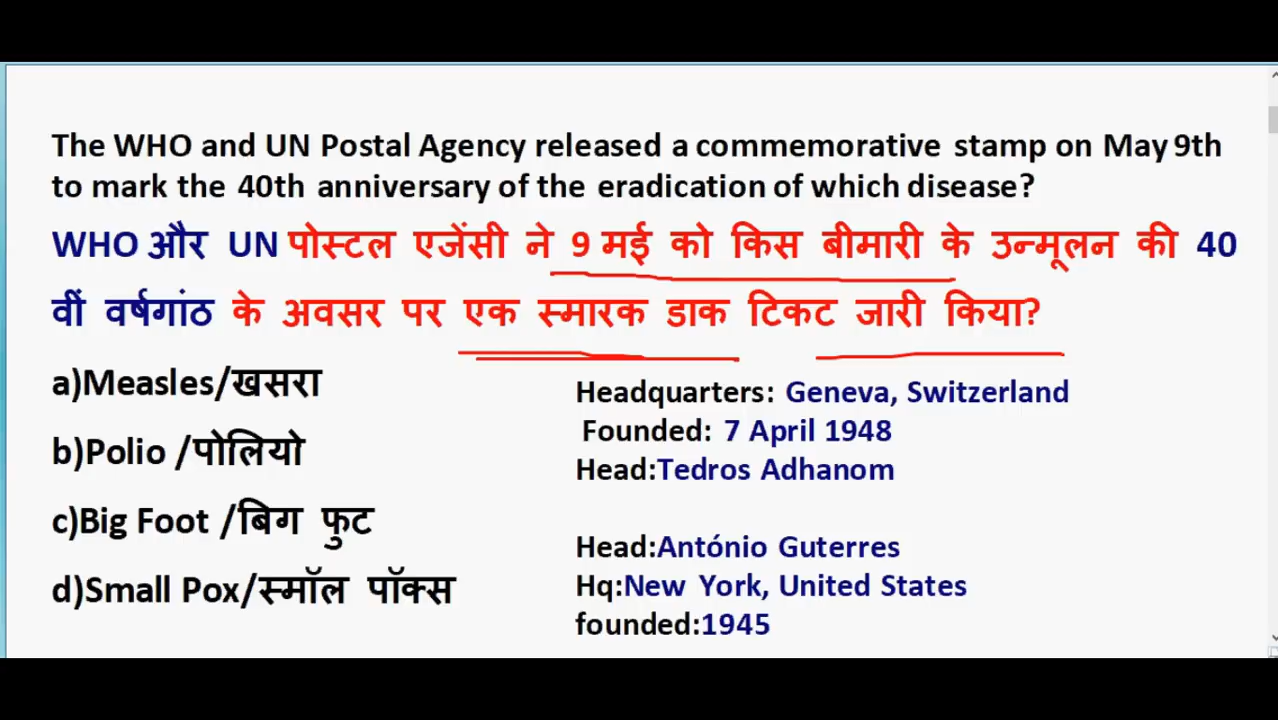 The WHO and UN Postal Agency released a commemorative stamp on May 9th
to mark the 40th anniversary of the eradication of which disease?
WHO और UN पोस्टल एजेंसी ने 9 मई को किस बीमारी के उन्मूलन की 40
वीं वर्षगांठ के अवसर पर एक स्मारक डाक टिकट जारी किया?
a)Measles/खसरा
b)Polio /पोलियो
c)Big Foot /बिग फुट
d)Small Pox/स्मॉल पॉक्स
Headquarters: Geneva, Switzerland
Founded: 7 April 1948
Head:Tedros Adhanom
Head:António Guterres
Hq:New York, United States
founded:1945